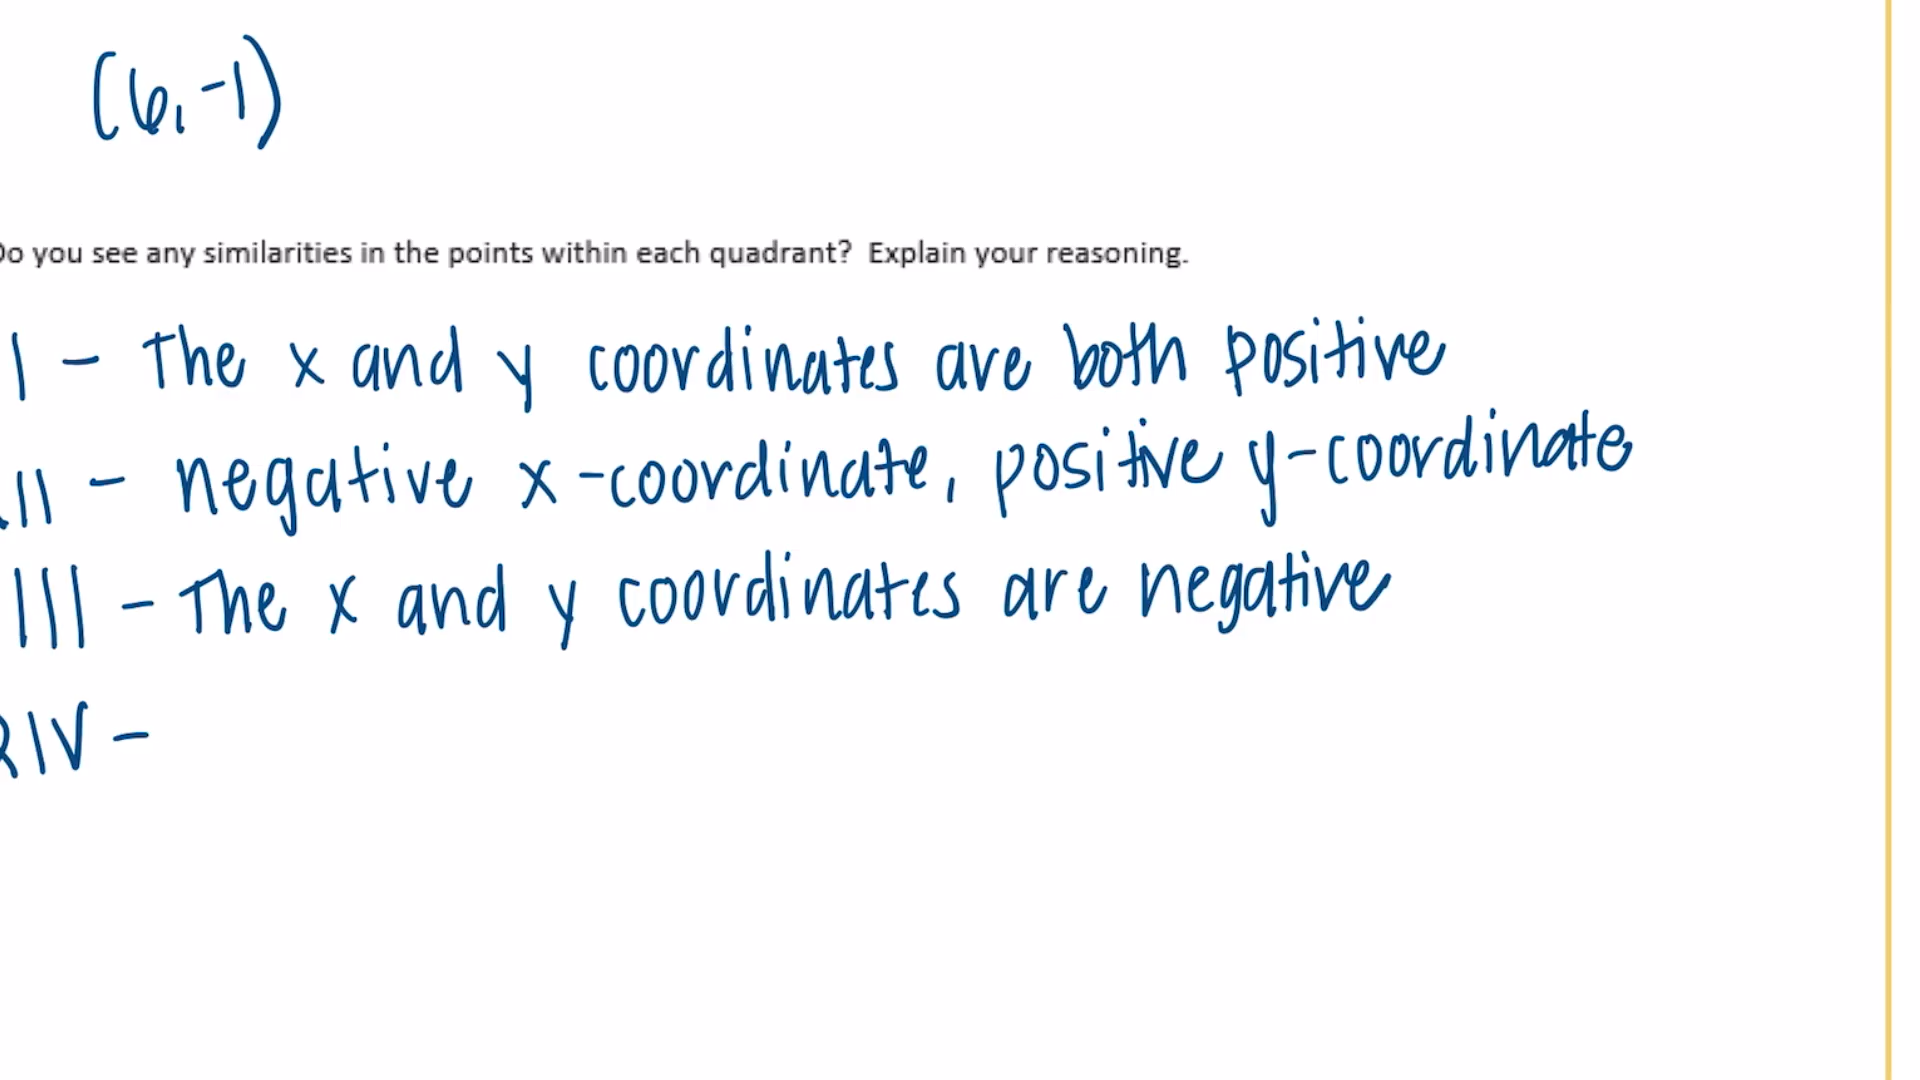 (6, -1)
Do you see any similarities in the points within each quadrant? Explain your reasoning.
I - The x and y coordinates are both positive
II - negative x-coordinate, positive y-coordinate
III - The x and y coordinates are negative
QIV -